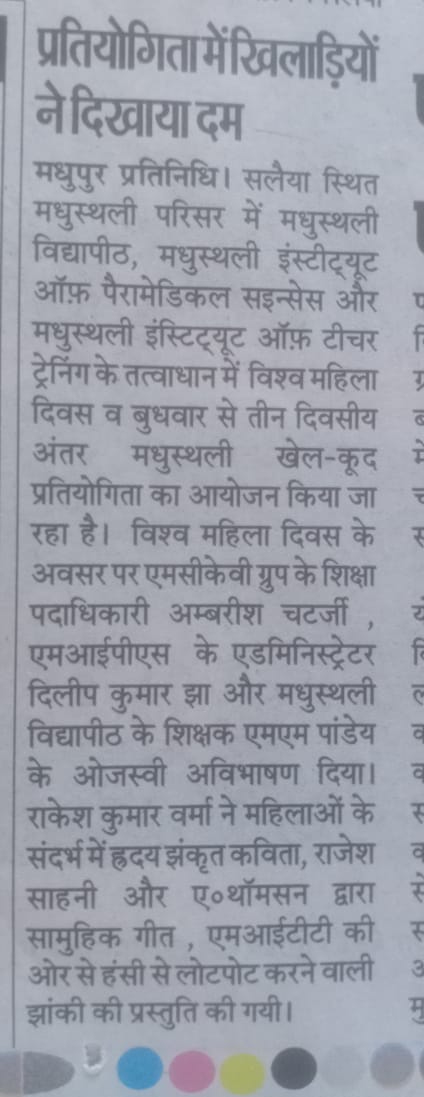 प्रतियोगिता में खिलाड़ियों
ने दिखाया दम
मधुपुर प्रतिनिधि। सलैया स्थित
मधुस्थली परिसर में मधुस्थली
विद्यापीठ, मधुस्थली इंस्टीट्यूट
ऑफ़ पैरामेडिकल सइन्सेस और
मधुस्थली इंस्टिट्यूट ऑफ़ टीचर
ट्रेनिंग के तत्वाधान में विश्व महिला
दिवस व बुधवार से तीन दिवसीय
अंतर मधुस्थली खेल-कूद
प्रतियोगिता का आयोजन किया जा
रहा है। विश्व महिला दिवस के
अवसर पर एमसीकेवी ग्रुप के शिक्षा
पदाधिकारी अम्बरीश चटर्जी ,
एमआईपीएस के एडमिनिस्ट्रेटर
दिलीप कुमार झा और मधुस्थली
विद्यापीठ के शिक्षक एमएम पांडेय
के ओजस्वी अविभाषण दिया।
राकेश कुमार वर्मा ने महिलाओं के
संदर्भ में ह्रदय झंकृत कविता, राजेश
साहनी और ए०थॉमसन द्वारा
सामुहिक गीत , एमआईटीटी की
ओर से हंसी से लोटपोट करने वाली
झांकी की प्रस्तुति की गयी।